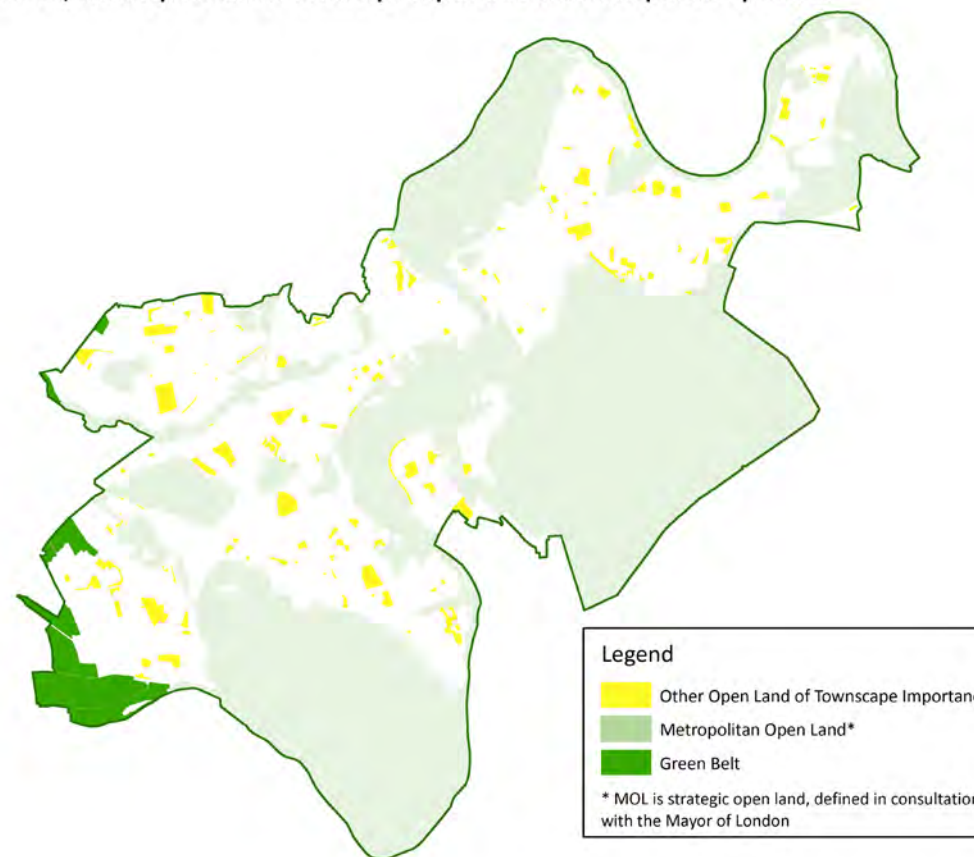 Legend
Other Open Land of Townscape Importanc
Metropolitan Open Land*
Green Belt
* MOL is strategic open land, defined in consultation
with the Mayor of London